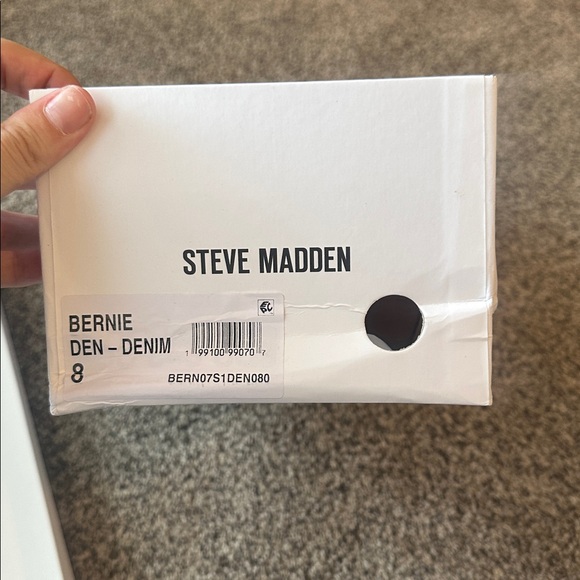 STEVE MADDEN
BERNIE
DEN – DENIM
8
1 99100 99070 7
BERN07S1DEN080